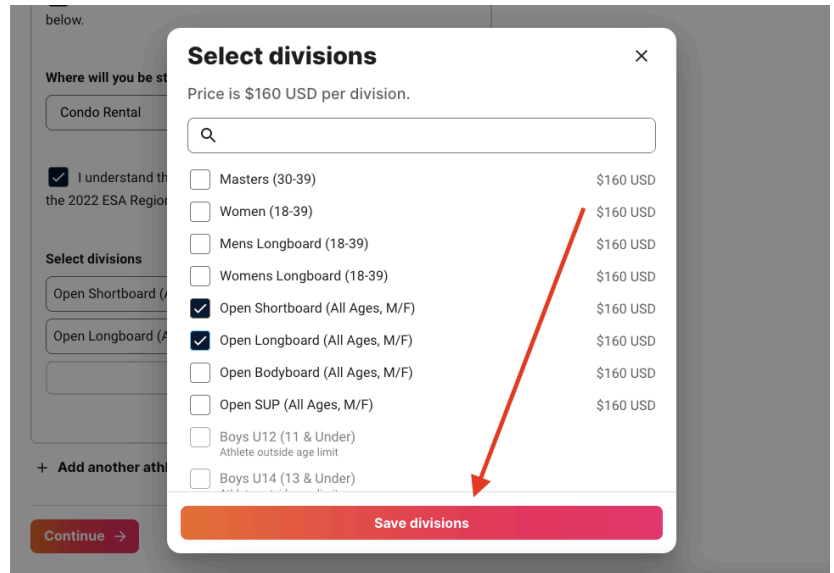 below.
Where will you be st
Condo Rental
I understand th
the 2022 ESA Region
Select divisions
Open Shortboard (A
Open Longboard (A
+ Add another athl
Continue →
Select divisions
Price is $160 USD per division.
Masters (30-39) $160 USD
Women (18-39) $160 USD
Mens Longboard (18-39) $160 USD
Womens Longboard (18-39) $160 USD
Open Shortboard (All Ages, M/F) $160 USD
Open Longboard (All Ages, M/F) $160 USD
Open Bodyboard (All Ages, M/F) $160 USD
Open SUP (All Ages, M/F) $160 USD
Boys U12 (11 & Under)
Athlete outside age limit
Boys U14 (13 & Under)
Save divisions